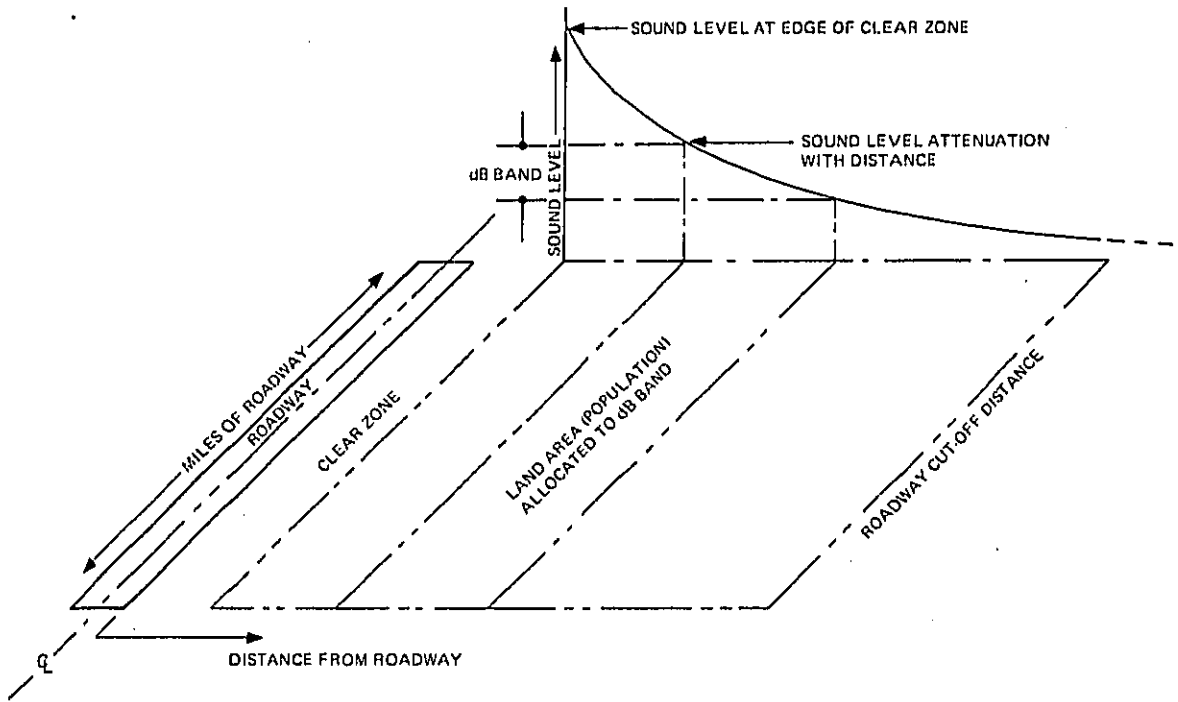 SOUND LEVEL AT EDGE OF CLEAR ZONE
SOUND LEVEL ATTENUATION
WITH DISTANCE
dB BAND
SOUND LEVEL
MILES OF ROADWAY
ROADWAY
CLEAR ZONE
LAND AREA (POPULATION)
ALLOCATED TO dB BAND
ROADWAY CUT-OFF DISTANCE
DISTANCE FROM ROADWAY
℄